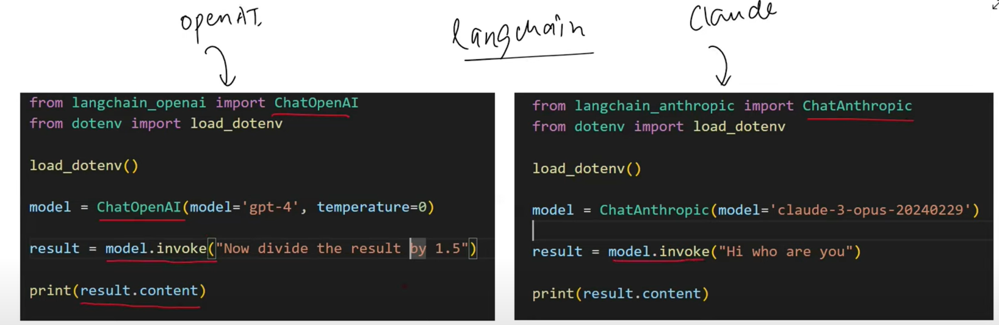 openAI
langchain
Claude
from langchain_openai import ChatOpenAI
from dotenv import load_dotenv
load_dotenv()
model = ChatOpenAI(model='gpt-4', temperature=0)
result = model.invoke("Now divide the result by 1.5")
print(result.content)
from langchain_anthropic import ChatAnthropic
from dotenv import load_dotenv
load_dotenv()
model = ChatAnthropic(model='claude-3-opus-20240229')
result = model.invoke("Hi who are you")
print(result.content)